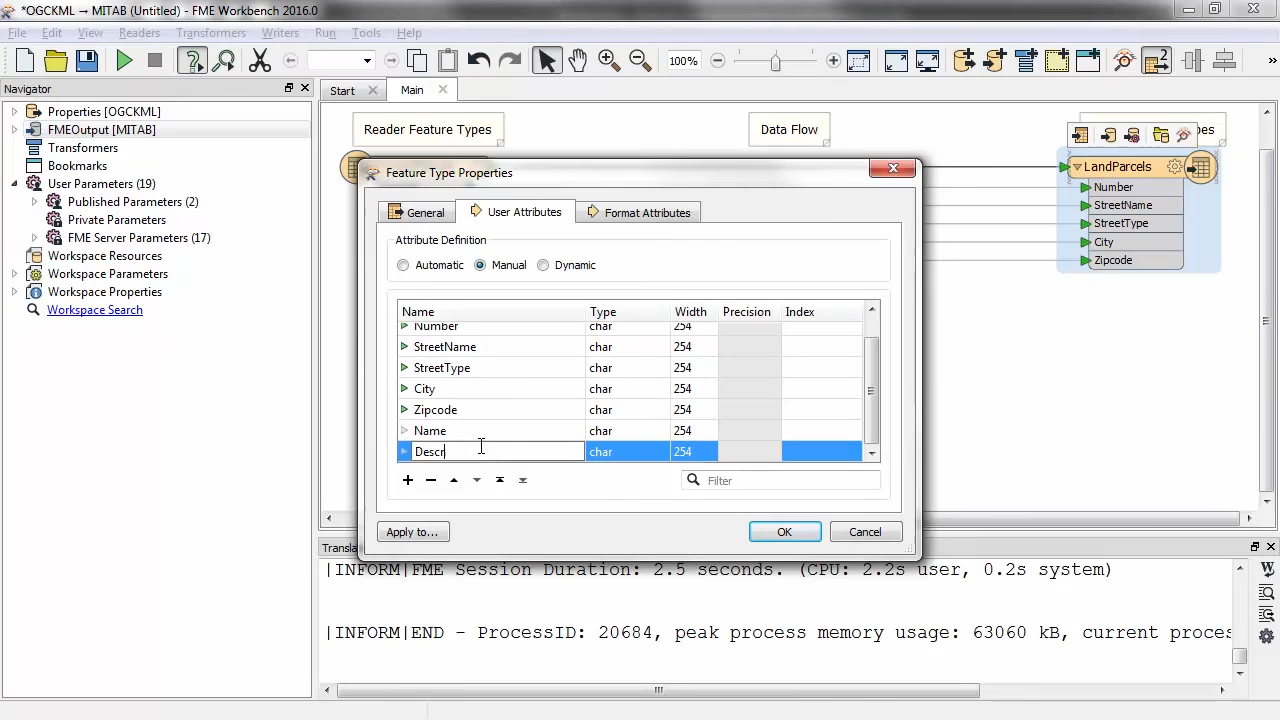 *OGCKML → MITAB (Untitled) - FME Workbench 2016.0
File Edit View Readers Transformers Writers Run Tools Help
100%
2
»
Navigator
Start
Main
Properties [OGCKML]
FMEOutput [MITAB]
Transformers
Bookmarks
User Parameters (19)
Published Parameters (2)
Private Parameters
FME Server Parameters (17)
Workspace Resources
Workspace Parameters
Workspace Properties
Workspace Search
Reader Feature Types
Data Flow
LandParcels
Number
StreetName
StreetType
City
Zipcode
Feature Type Properties
General
User Attributes
Format Attributes
Attribute Definition
Automatic
Manual
Dynamic
Name Type Width Precision Index
Number char 254
StreetName char 254
StreetType char 254
City char 254
Zipcode char 254
Name char 254
Descr char 254
Filter
Apply to...
OK
Cancel
|INFORM|FME Session Duration: 2.5 seconds. (CPU: 2.2s user, 0.2s system)
|INFORM|END - ProcessID: 20684, peak process memory usage: 63060 kB, current proces